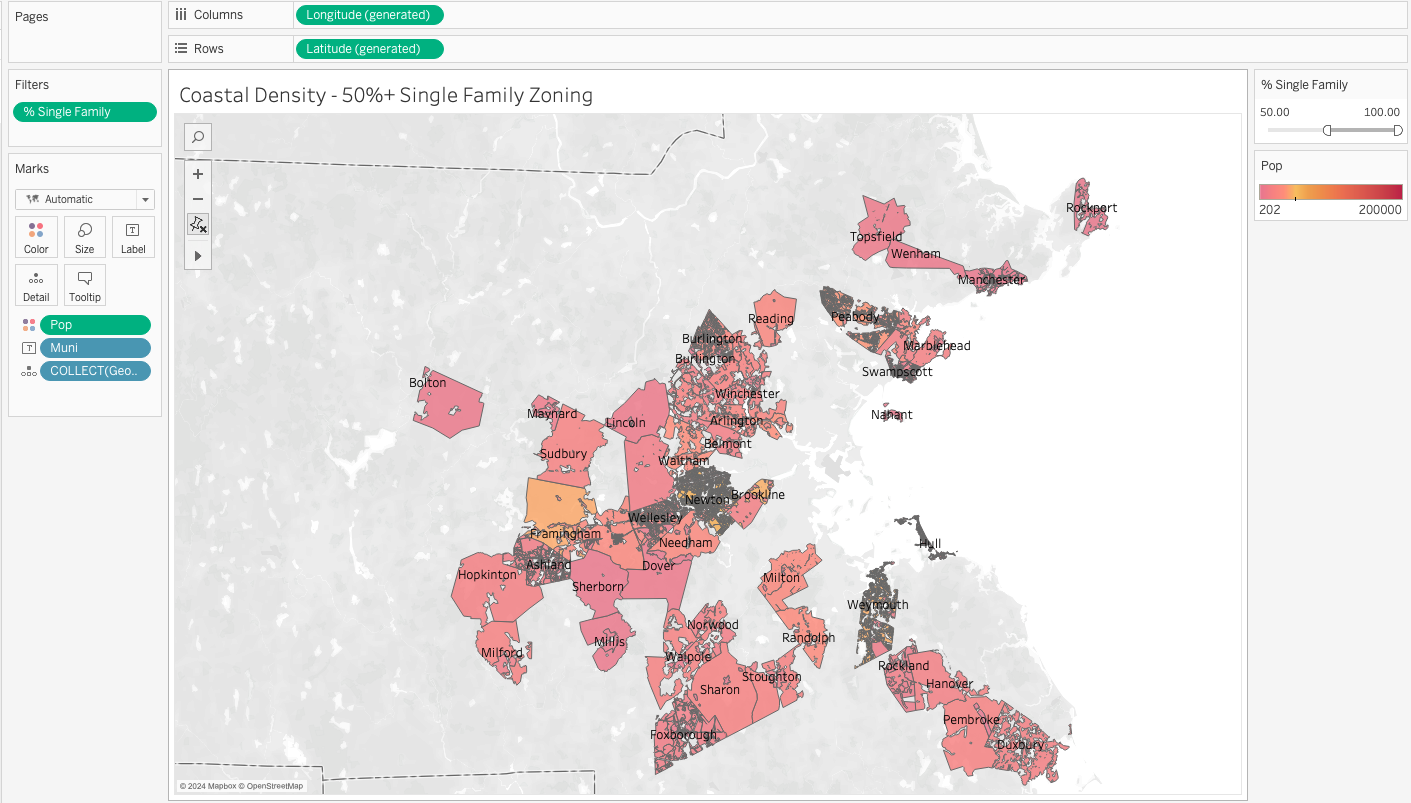 Pages
Columns
Longitude (generated)
Rows
Latitude (generated)
Filters
% Single Family
Marks
Automatic
Color
Size
Label
Detail
Tooltip
Pop
Muni
COLLECT(Geo..
Coastal Density - 50%+ Single Family Zoning
Rockport
Topsfield
Wenham
Manchester
Reading
Peabody
Burlington
Marblehead
Burlington
Swampscott
Bolton
Winchester
Maynard
Nahant
Lincoln
Arlington
Belmont
Sudbury
Waltham
Newton
Brookline
Wellesley
Framingham
Needham
Hull
Ashland
Dover
Hopkinton
Milton
Sherborn
Weymouth
Norwood
Randolph
Millis
Milford
Walpole
Rockland
Stoughton
Hanover
Sharon
Pembroke
Foxborough
Duxbury
© 2024 Mapbox © OpenStreetMap
% Single Family
50.00
100.00
Pop
202
200000